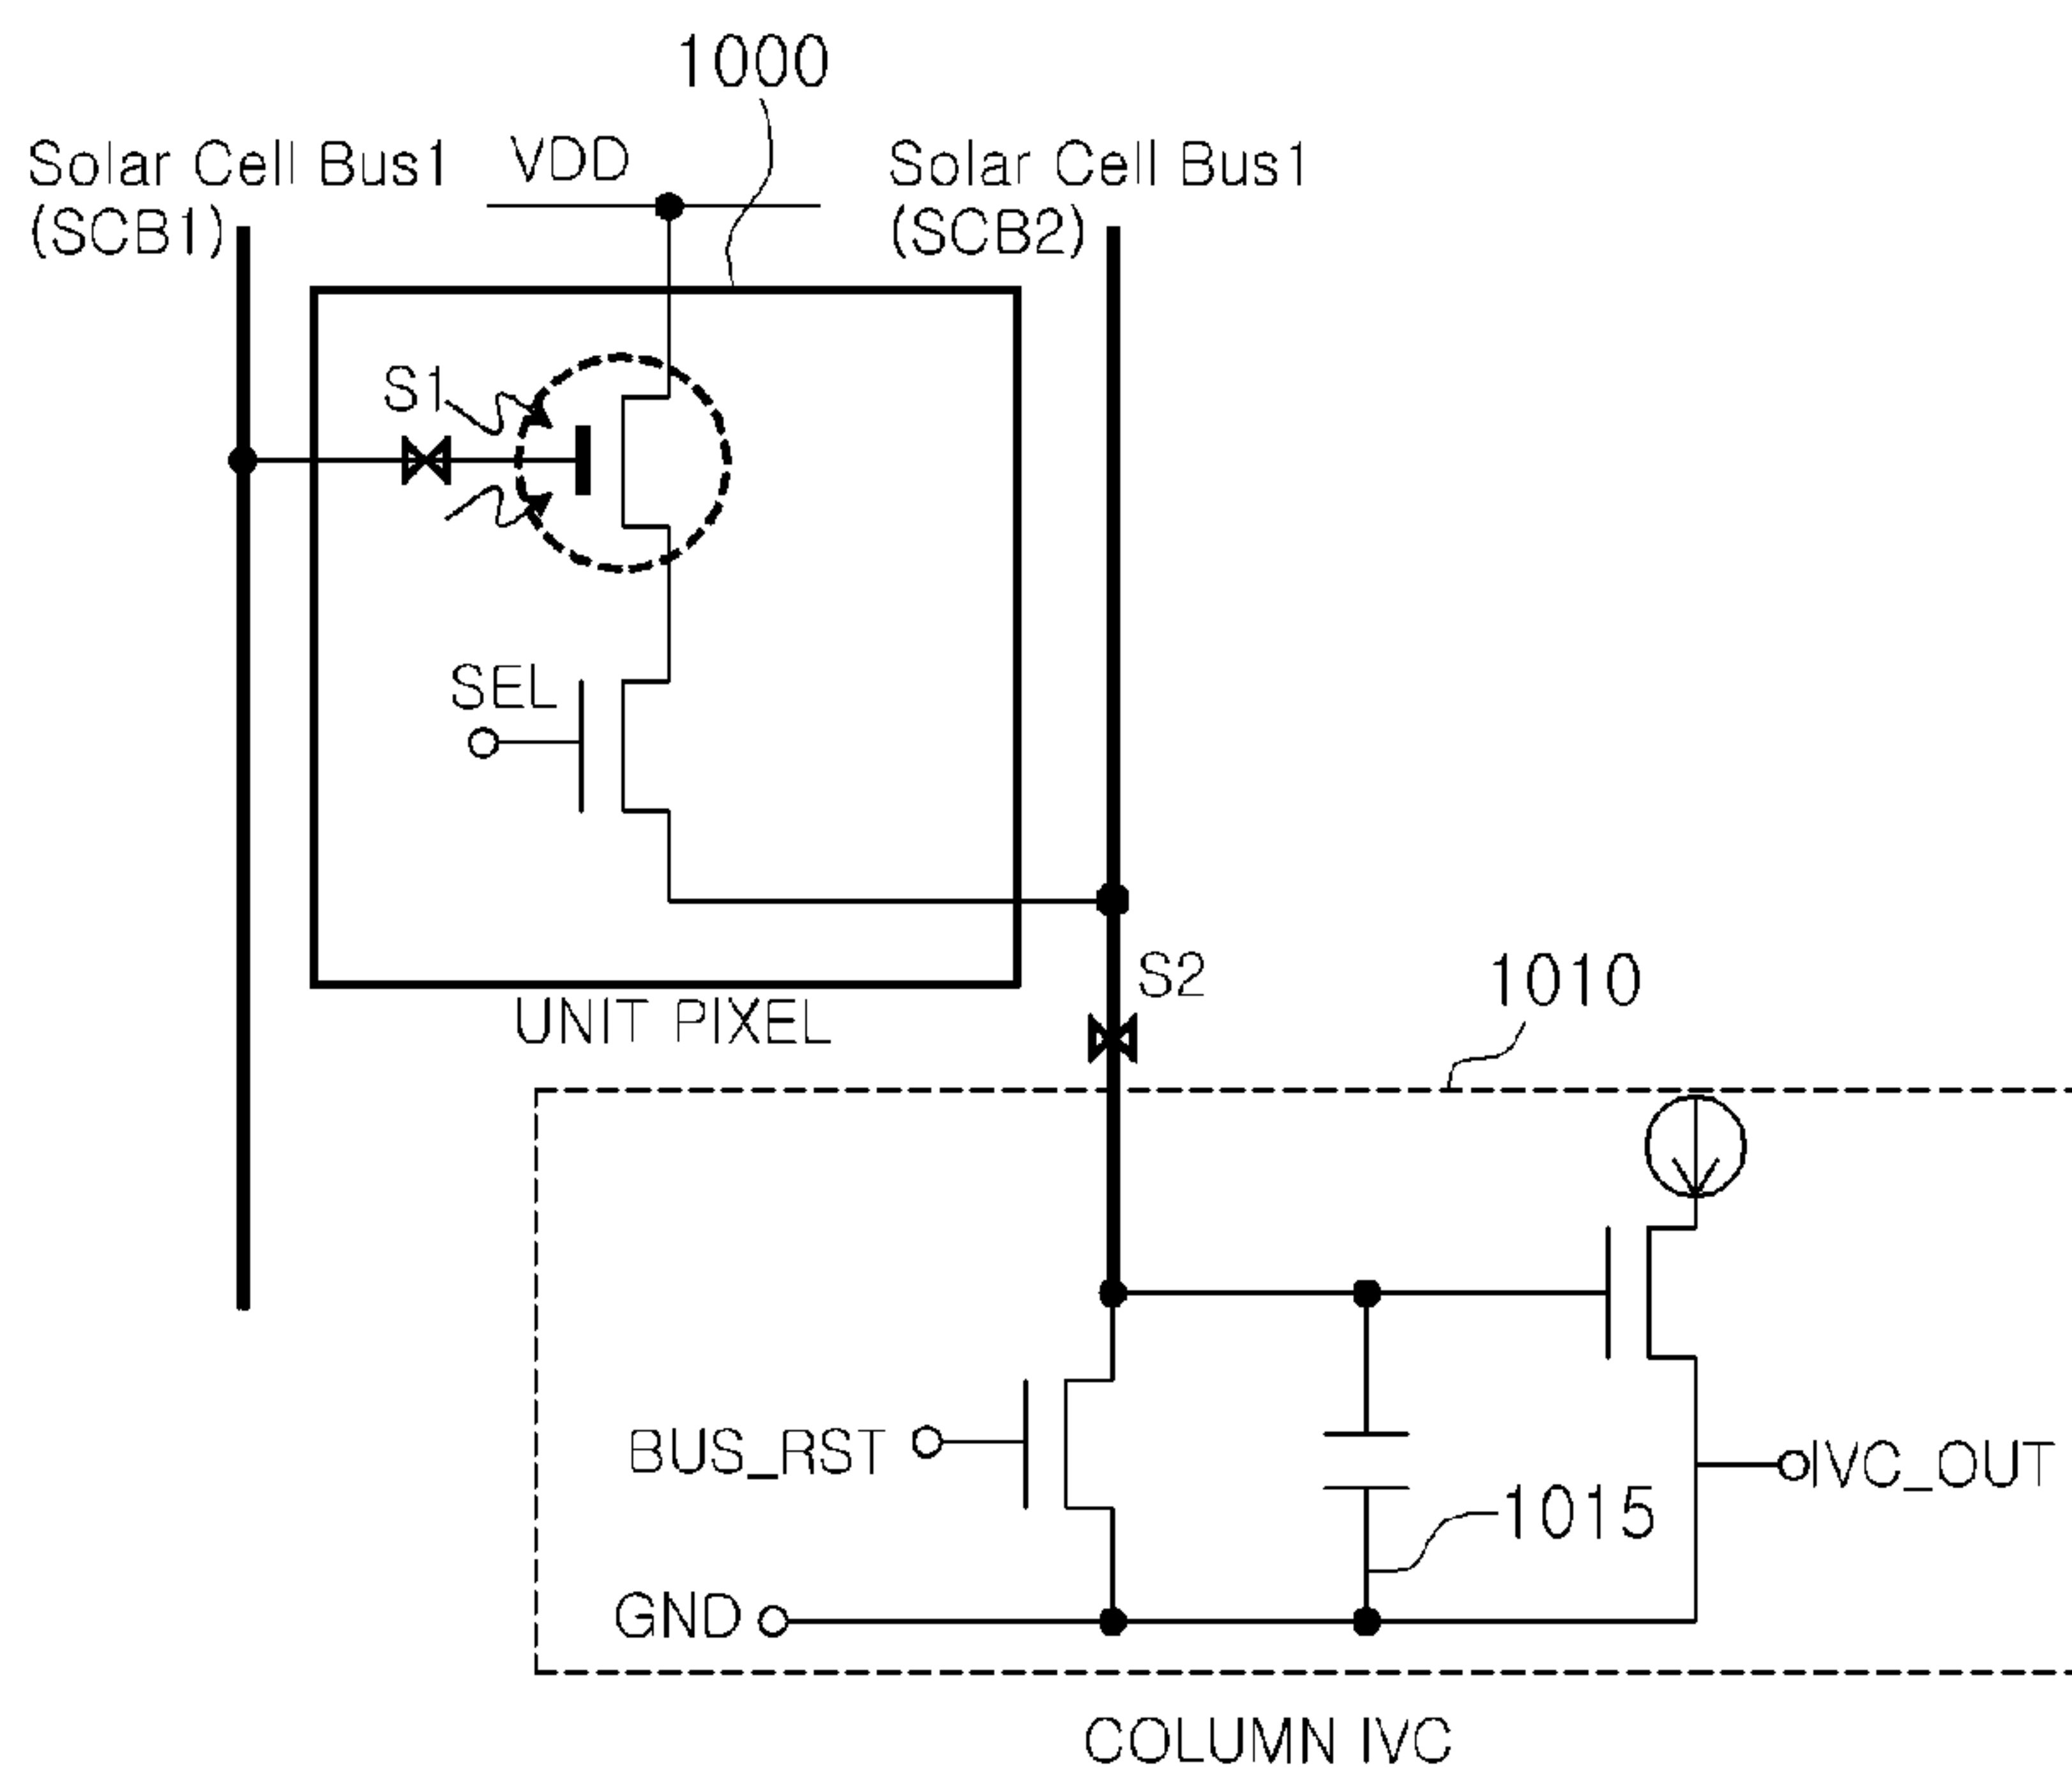 1000
Solar Cell Bus1
(SCB1)
VDD
Solar Cell Bus1
(SCB2)
S1
SEL
UNIT PIXEL
S2
1010
BUS_RST
IVC_OUT
1015
GND
COLUMN IVC